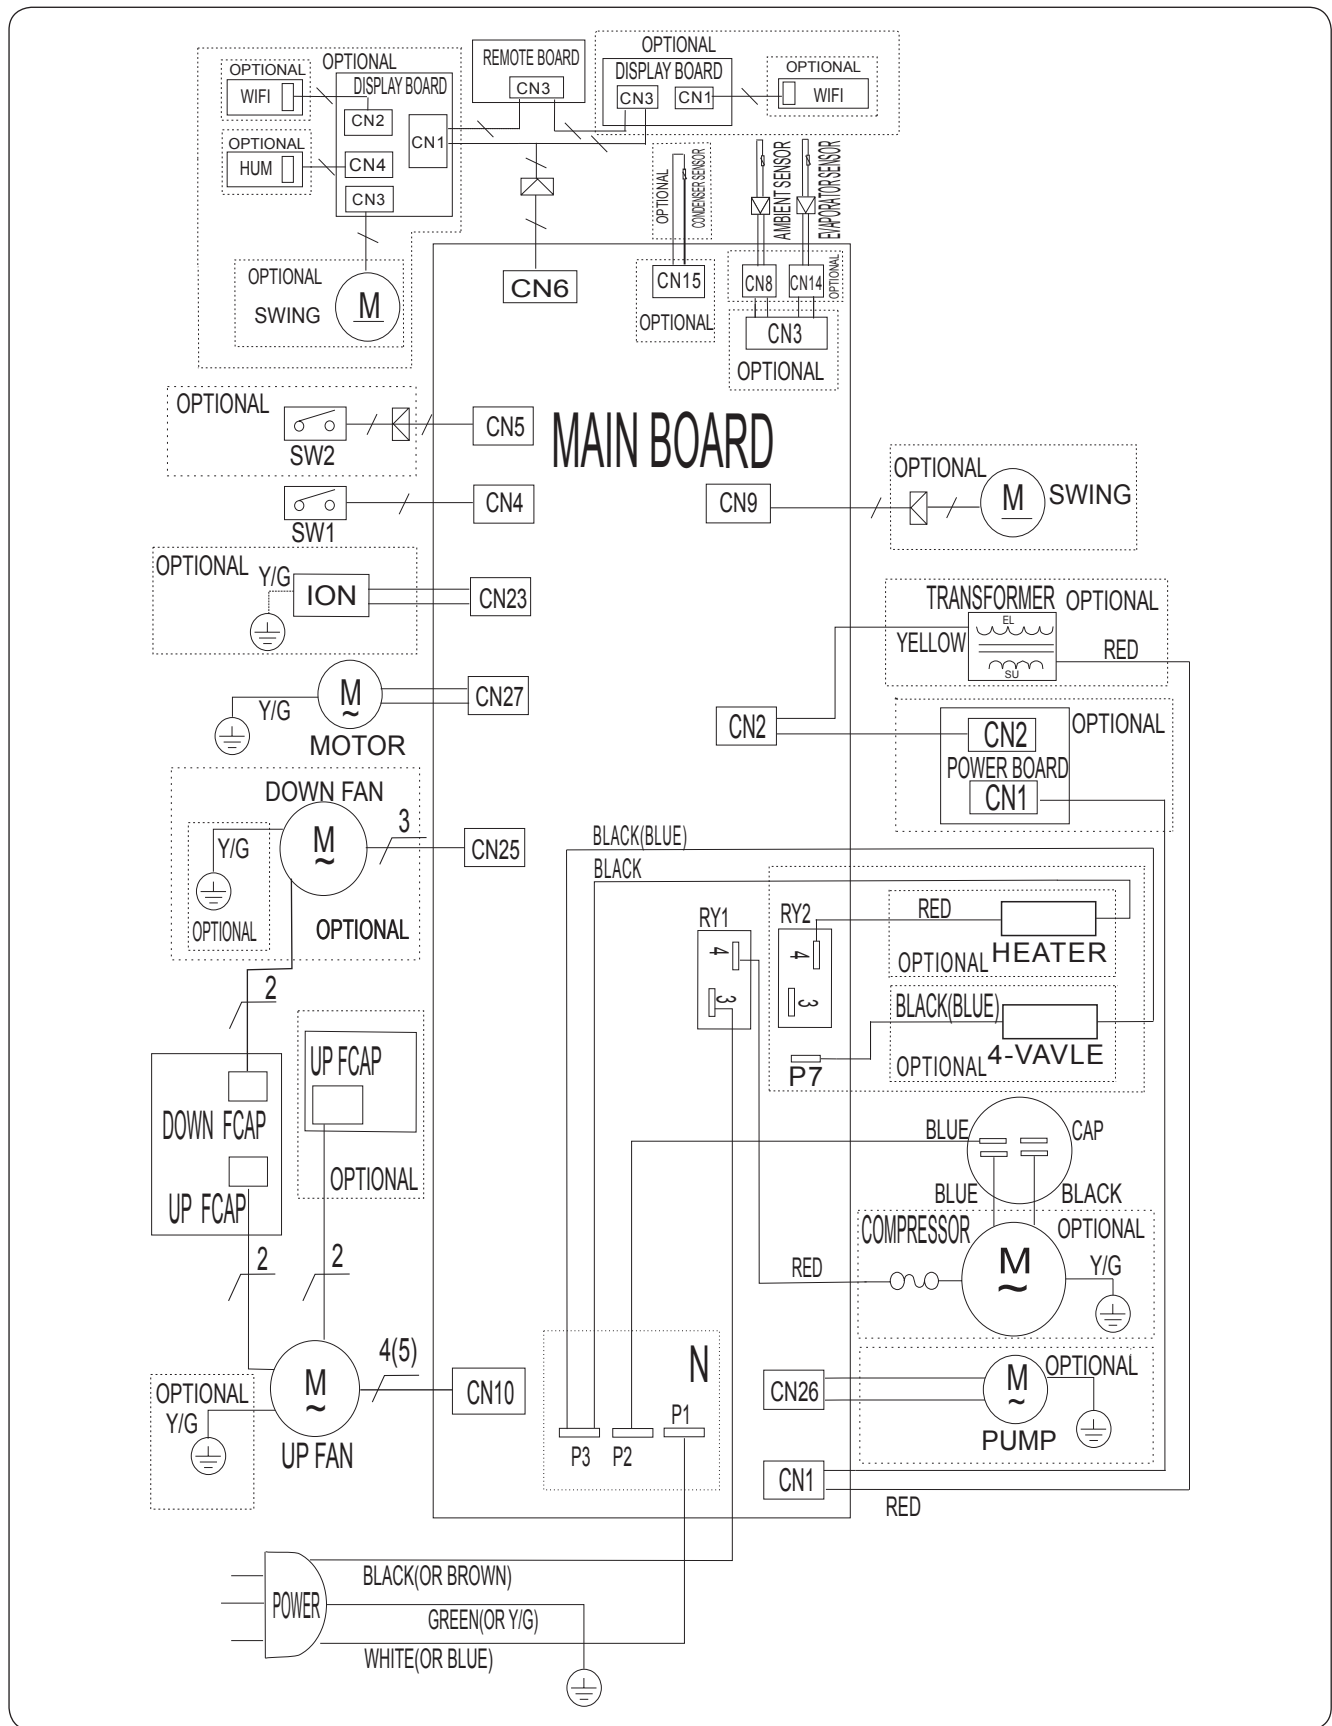 OPTIONAL
REMOTE BOARD
OPTIONAL
OPTIONAL
OPTIONAL
DISPLAY BOARD
CN3
DISPLAY BOARD
OPTIONAL
WIFI
CN3
CN1
WIFI
CN2
CN1
OPTIONAL
HUM
CN4
CN3
OPTIONAL
CONDENSER SENSOR
AMBIENT SENSOR
EVAPORATOR SENSOR
OPTIONAL
SWING
M
CN6
CN15
OPTIONAL
CN8
CN14
OPTIONAL
CN3
OPTIONAL
OPTIONAL
SW2
CN5
MAIN BOARD
SW1
CN4
CN9
OPTIONAL
M
SWING
OPTIONAL
Y/G
ION
CN23
TRANSFORMER
OPTIONAL
EL
YELLOW
SU
RED
Y/G
M
~
MOTOR
CN27
CN2
CN2
OPTIONAL
POWER BOARD
CN1
DOWN FAN
M
~
3
CN25
Y/G
OPTIONAL
OPTIONAL
BLACK(BLUE)
BLACK
RY1
4
3
RY2
4
3
RED
HEATER
OPTIONAL
BLACK(BLUE)
4-VAVLE
OPTIONAL
P7
2
UP FCAP
OPTIONAL
DOWN FCAP
UP FCAP
2
2
BLUE
CAP
BLUE
BLACK
COMPRESSOR
OPTIONAL
M
~
Y/G
RED
OPTIONAL
Y/G
M
~
UP FAN
4(5)
CN10
N
P3
P2
P1
CN26
M
~
OPTIONAL
PUMP
CN1
RED
POWER
BLACK(OR BROWN)
GREEN(OR Y/G)
WHITE(OR BLUE)